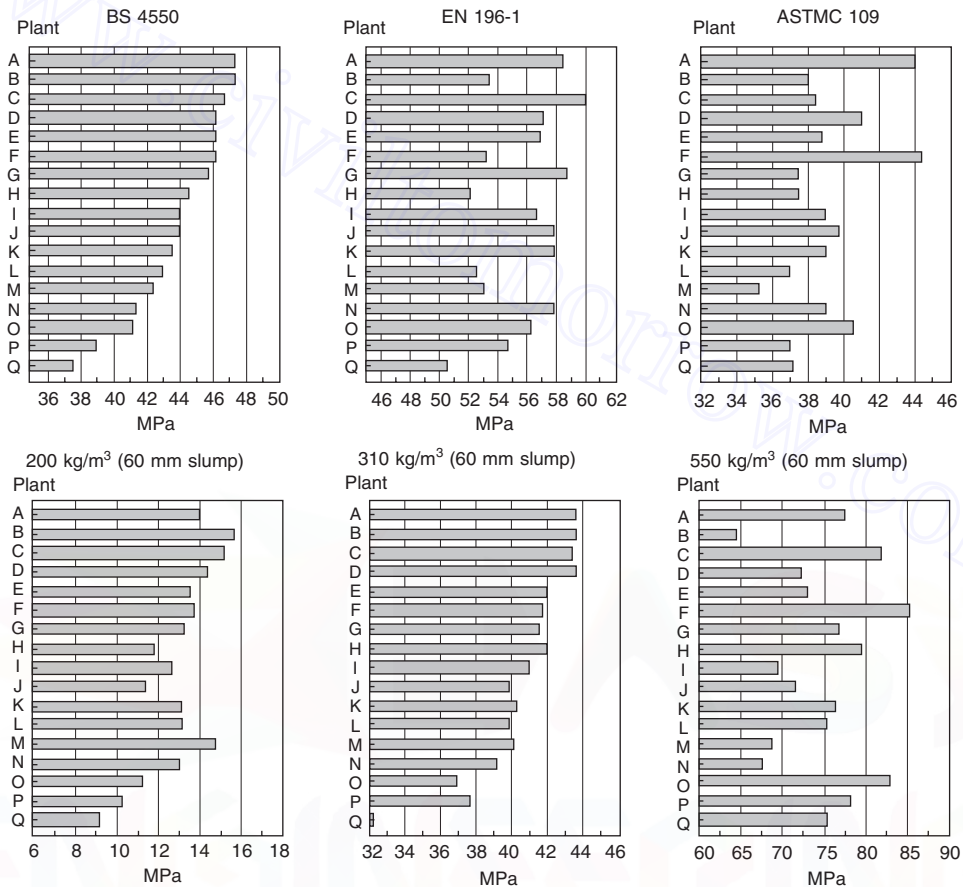 BS 4550
Plant
A
B
C
D
E
F
G
H
I
J
K
L
M
N
O
P
Q
36 38 40 42 44 46 48 50
MPa
EN 196-1
Plant
A
B
C
D
E
F
G
H
I
J
K
L
M
N
O
P
Q
46 48 50 52 54 56 58 60 62
MPa
ASTMC 109
Plant
A
B
C
D
E
F
G
H
I
J
K
L
M
N
O
P
Q
32 34 36 38 40 42 44 46
MPa
200 kg/m³ (60 mm slump)
Plant
A
B
C
D
E
F
G
H
I
J
K
L
M
N
O
P
Q
6 8 10 12 14 16 18
MPa
310 kg/m³ (60 mm slump)
Plant
A
B
C
D
E
F
G
H
I
J
K
L
M
N
O
P
Q
32 34 36 38 40 42 44 46
MPa
550 kg/m³ (60 mm slump)
Plant
A
B
C
D
E
F
G
H
I
J
K
L
M
N
O
P
Q
60 65 70 75 80 85 90
MPa
www.civiltomorrow.com